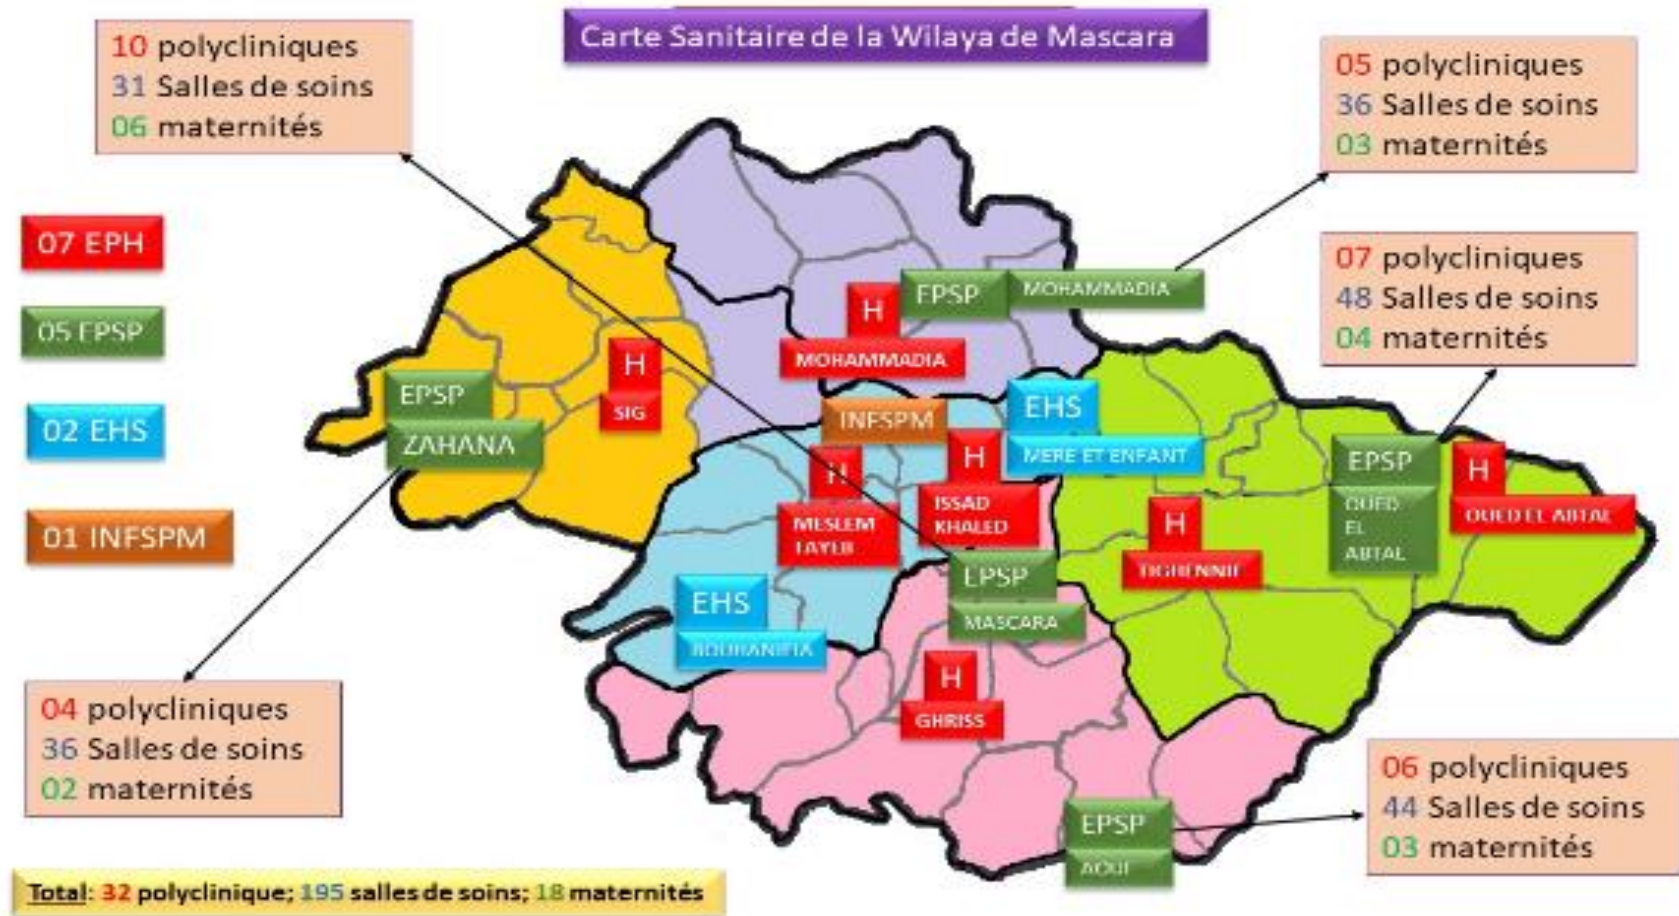 Carte Sanitaire de la Wilaya de Mascara
10 polycliniques
31 Salles de soins
06 maternités
05 polycliniques
36 Salles de soins
03 maternités
07 EPH
05 EPSP
02 EHS
01 INFSPM
07 polycliniques
48 Salles de soins
04 maternités
EPSP
MOHAMMADIA
H
MOHAMMADIA
H
SIG
EPSP
ZAHANA
INFSPM
EHS
MERE ET ENFANT
H
MESLEM
TAYEB
H
ISSAD
KHALED
EPSP
OUED
EL
ABTAL
H
OUED EL ABTAL
H
TIGHENNIF
EPSP
MASCARA
EHS
BOUHANIFIA
H
GHRISS
04 polycliniques
36 Salles de soins
02 maternités
EPSP
AOUF
06 polycliniques
44 Salles de soins
03 maternités
Total: 32 polyclinique; 195 salles de soins; 18 maternités